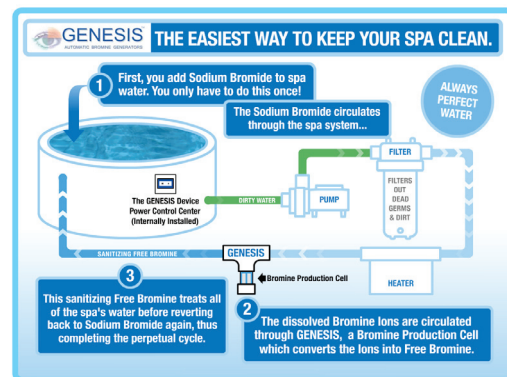 GENESIS®
AUTOMATIC BROMINE GENERATORS
THE EASIEST WAY TO KEEP YOUR SPA CLEAN.
1
First, you add Sodium Bromide to spa
water. You only have to do this once!
The Sodium Bromide circulates
through the spa system...
ALWAYS
PERFECT
WATER
FILTER
FILTERS
OUT
DEAD
GERMS
& DIRT
The GENESIS Device
Power Control Center
(Internally Installed)
DIRTY WATER
PUMP
SANITIZING FREE BROMINE
GENESIS
Bromine Production Cell
HEATER
3
This sanitizing Free Bromine treats all
of the spa's water before reverting
back to Sodium Bromide again, thus
completing the perpetual cycle.
2
The dissolved Bromine Ions are circulated
through GENESIS, a Bromine Production Cell
which converts the Ions into Free Bromine.